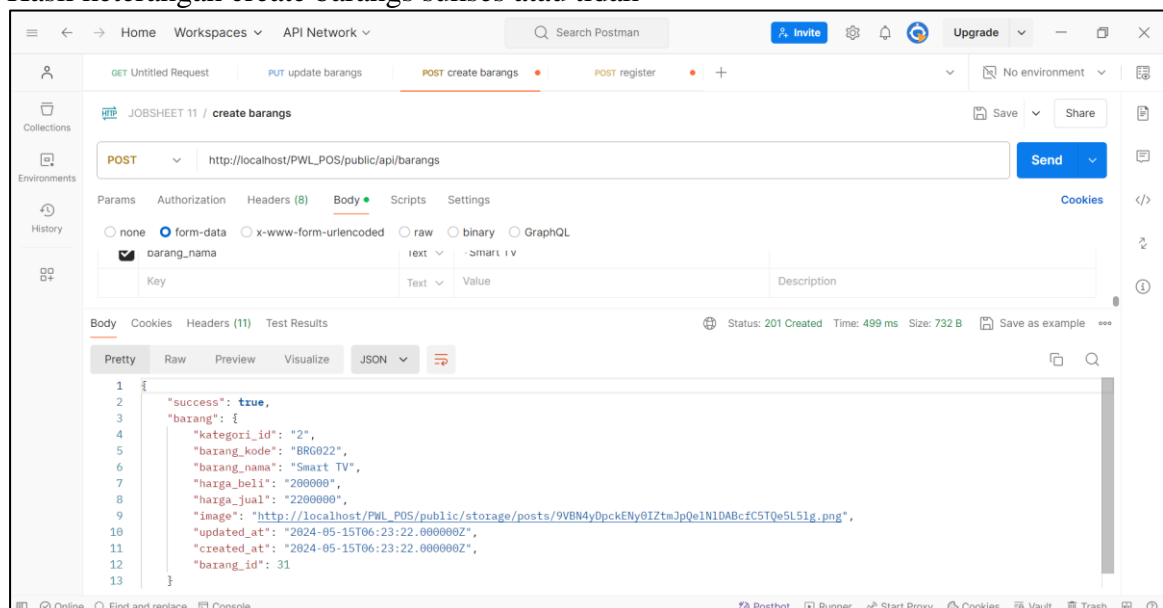 Hasil keterangan create barangs sukses atau tidak
Home Workspaces API Network Search Postman Invite Upgrade
GET Untitled Request PUT update barangs POST create barangs POST register No environment
HTTP JOBSHEET 11 / create barangs Save Share
Collections
POST http://localhost/PWL_POS/public/api/barangs Send
Environments
Params Authorization Headers (8) Body Scripts Settings Cookies
History
none form-data x-www-form-urlencoded raw binary GraphQL
barang_nama Text Smart TV
Key Text Value Description
Body Cookies Headers (11) Test Results Status: 201 Created Time: 499 ms Size: 732 B Save as example
Pretty Raw Preview Visualize JSON
1 {
2 "success": true,
3 "barang": {
4 "kategori_id": "2",
5 "barang_kode": "BRG022",
6 "barang_nama": "Smart TV",
7 "harga_beli": "200000",
8 "harga_jual": "2200000",
9 "image": "http://localhost/PWL_POS/public/storage/posts/9VBN4yDpckENy0IZtmJpQelNlDABcfC5TQe5L5lg.png",
10 "updated_at": "2024-05-15T06:23:22.000000Z",
11 "created_at": "2024-05-15T06:23:22.000000Z",
12 "barang_id": 31
13 }
Online Find and replace Console Postbot Runner Start Proxy Cookies Vault Trash